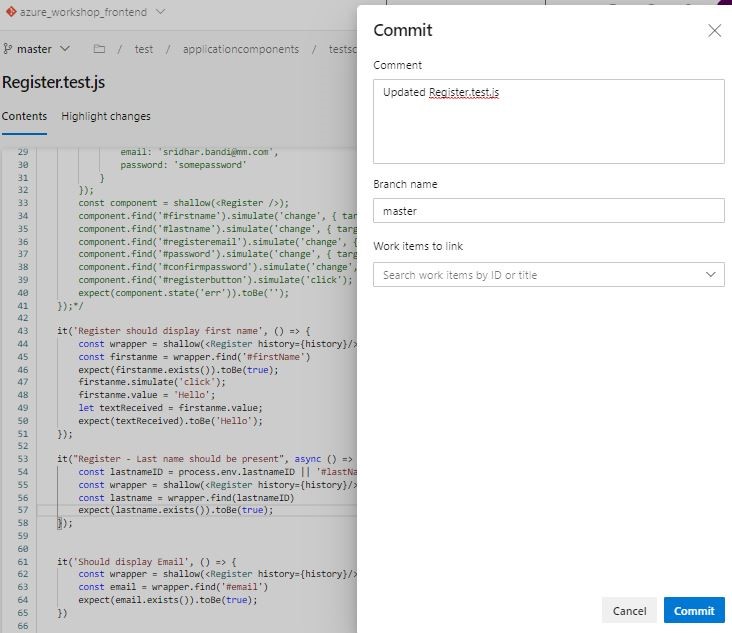 azure_workshop_frontend
master / test / applicationcomponents / testsc
Register.test.js
Contents Highlight changes
29 email: 'sridhar.bandi@mm.com',
30 password: 'somepassword'
31 }
32 });
33 const component = shallow(<Register />);
34 component.find('#firstname').simulate('change', { tar
35 component.find('#lastname').simulate('change', { targe
36 component.find('#registeremail').simulate('change', {
37 component.find('#password').simulate('change', { targ
38 component.find('#confirmpassword').simulate('change',
39 component.find('#registerbutton').simulate('click');
40 expect(component.state('err')).toBe('');
41 });*/
42
43 it('Register should display first name', () => {
44 const wrapper = shallow(<Register history={history}/>
45 const firstanme = wrapper.find('#firstName')
46 expect(firstanme.exists()).toBe(true);
47 firstanme.simulate('click');
48 firstanme.value = 'Hello';
49 let textReceived = firstanme.value;
50 expect(textReceived).toBe('Hello');
51 });
52
53 it("Register - Last name should be present", async () =>
54 const lastnameID = process.env.lastnameID || '#lastNa
55 const wrapper = shallow(<Register history={history}/>
56 const lastname = wrapper.find(lastnameID)
57 expect(lastname.exists()).toBe(true);
58 });
59
60
61 it('Should display Email', () => {
62 const wrapper = shallow(<Register history={history}/>
63 const email = wrapper.find('#email')
64 expect(email.exists()).toBe(true);
65 })
66
Commit
Comment
Updated Register.test.js
Branch name
master
Work items to link
Search work items by ID or title
Cancel Commit